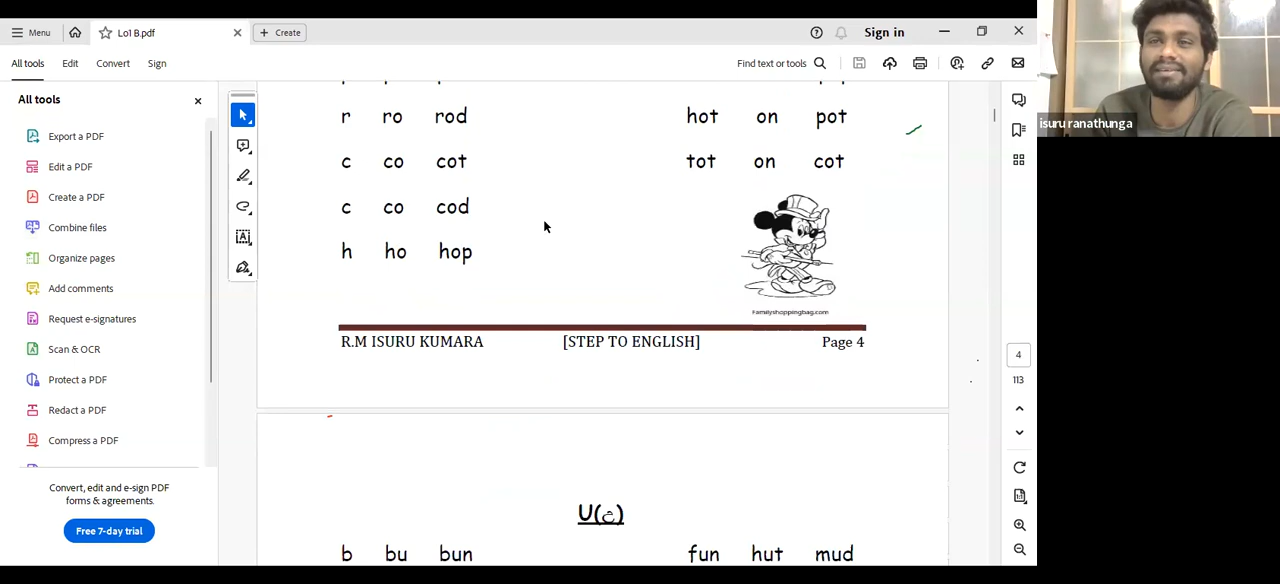 Menu
Lo1 B.pdf
Create
Sign in
All tools Edit Convert Sign
Find text or tools
All tools
Export a PDF
Edit a PDF
Create a PDF
Combine files
Organize pages
Add comments
Request e-signatures
Scan & OCR
Protect a PDF
Redact a PDF
Compress a PDF
Convert, edit and e-sign PDF
forms & agreements.
Free 7-day trial
r ro rod hot on pot
c co cot tot on cot
c co cod
h ho hop
Familyshoppingbag.com
R.M ISURU KUMARA [STEP TO ENGLISH] Page 4
b bu bun fun hut mud
4
113
isuru ranathunga